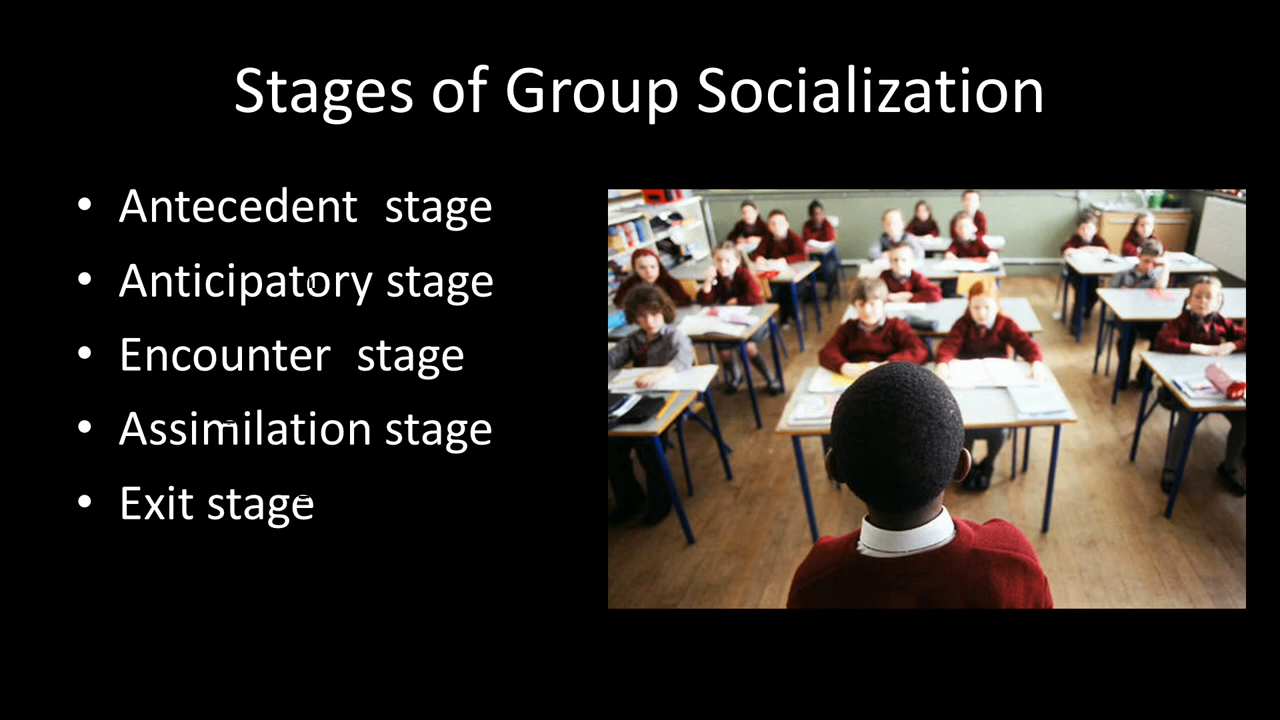 Stages of Group Socialization
• Antecedent stage
• Anticipatory stage
• Encounter stage
• Assimilation stage
• Exit stage